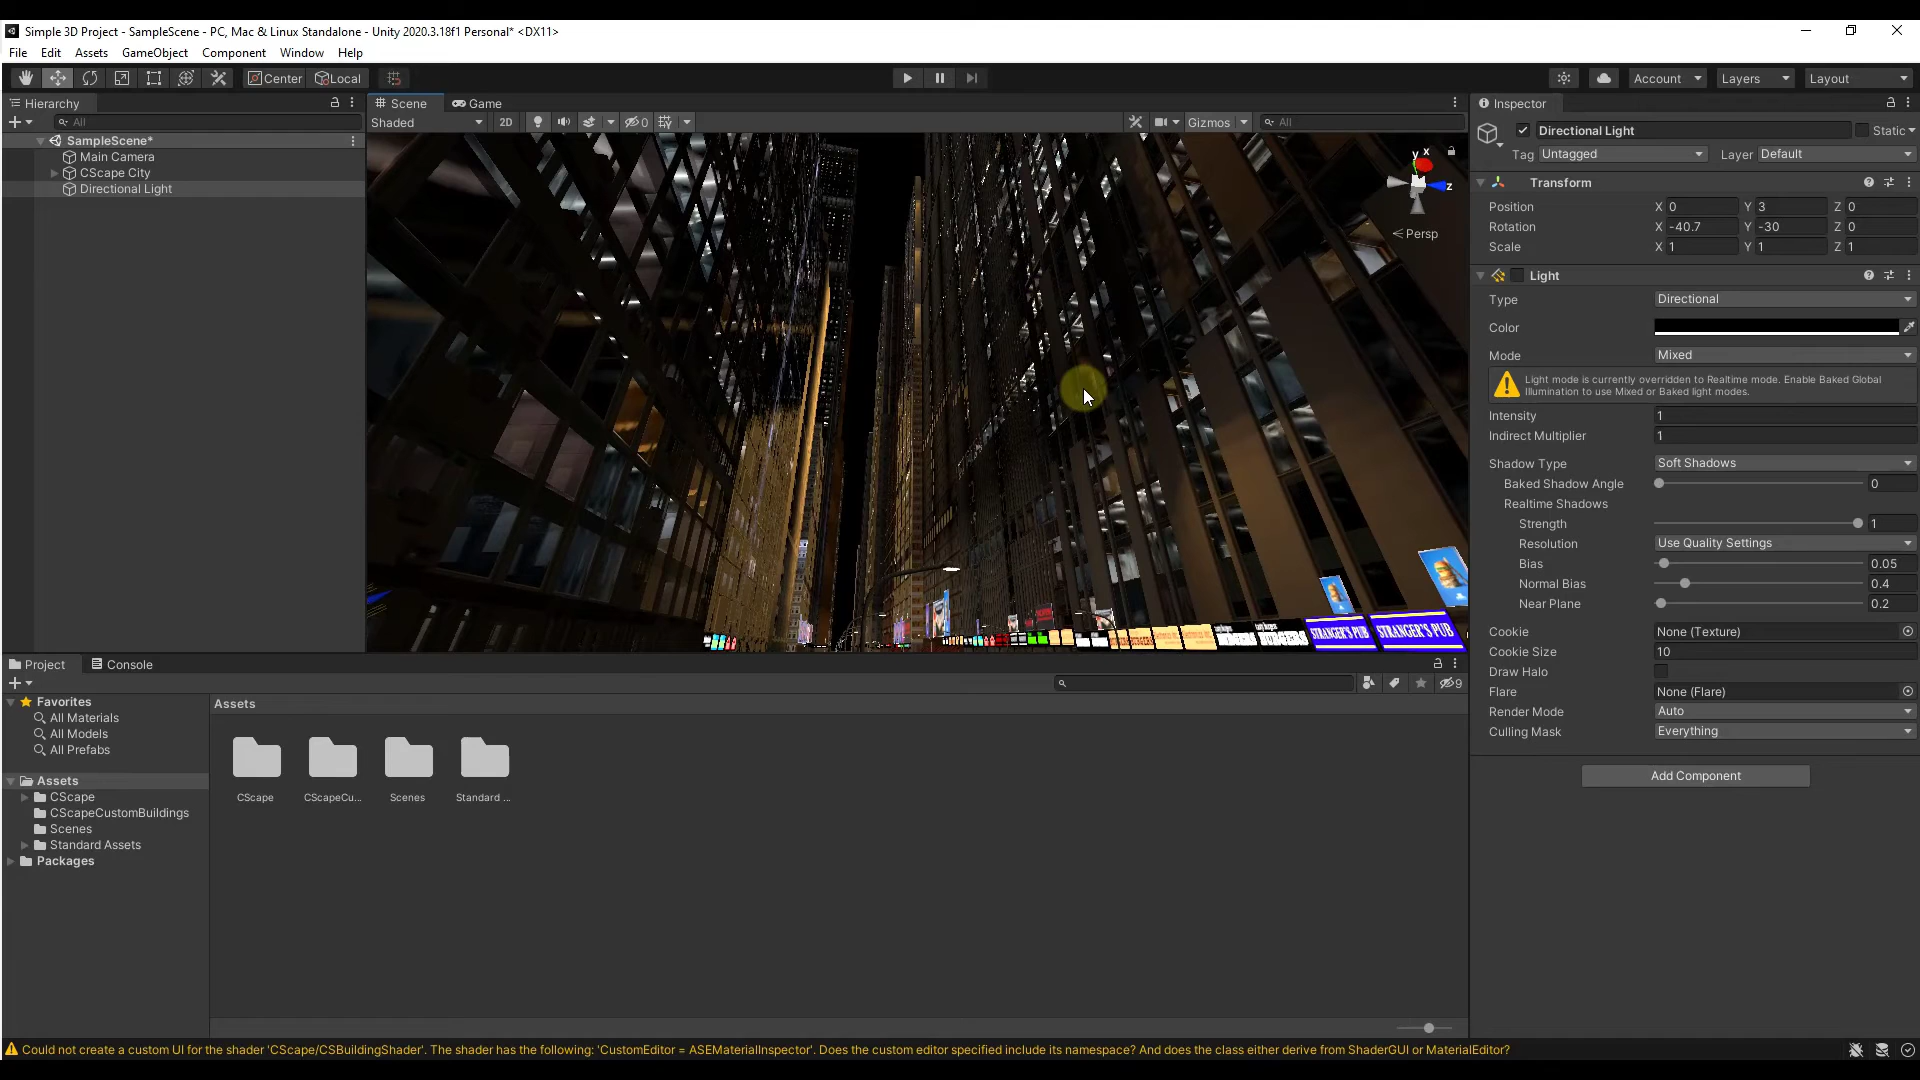 Simple 3D Project - SampleScene - PC, Mac & Linux Standalone - Unity 2020.3.18f1 Personal* <DX11>
File Edit Assets GameObject Component Window Help
Center Local Account Layers Layout
Hierarchy
All
SampleScene*
Main Camera
CScape City
Directional Light
Scene Game
Shaded 2D 0 Gizmos All
y x
z
Persp
STRANGER'S PUB STRANGER'S PUB
Inspector
Directional Light Static
Tag Untagged Layer Default
Transform
Position X 0 Y 3 Z 0
Rotation X -40.7 Y -30 Z 0
Scale X 1 Y 1 Z 1
Light
Type Directional
Color
Mode Mixed
Light mode is currently overridden to Realtime mode. Enable Baked Global
Illumination to use Mixed or Baked light modes.
Intensity 1
Indirect Multiplier 1
Shadow Type Soft Shadows
Baked Shadow Angle 0
Realtime Shadows
Strength 1
Resolution Use Quality Settings
Bias 0.05
Normal Bias 0.4
Near Plane 0.2
Cookie None (Texture)
Cookie Size 10
Draw Halo
Flare None (Flare)
Render Mode Auto
Culling Mask Everything
Add Component
Project Console
9
Favorites
All Materials
All Models
All Prefabs
Assets
CScape
CScapeCustomBuildings
Scenes
Standard Assets
Packages
Assets
CScape CScapeCu... Scenes Standard ...
Could not create a custom UI for the shader 'CScape/CSBuildingShader'. The shader has the following: 'CustomEditor = ASEMaterialInspector'. Does the custom editor specified include its namespace? And does the class either derive from ShaderGUI or MaterialEditor?